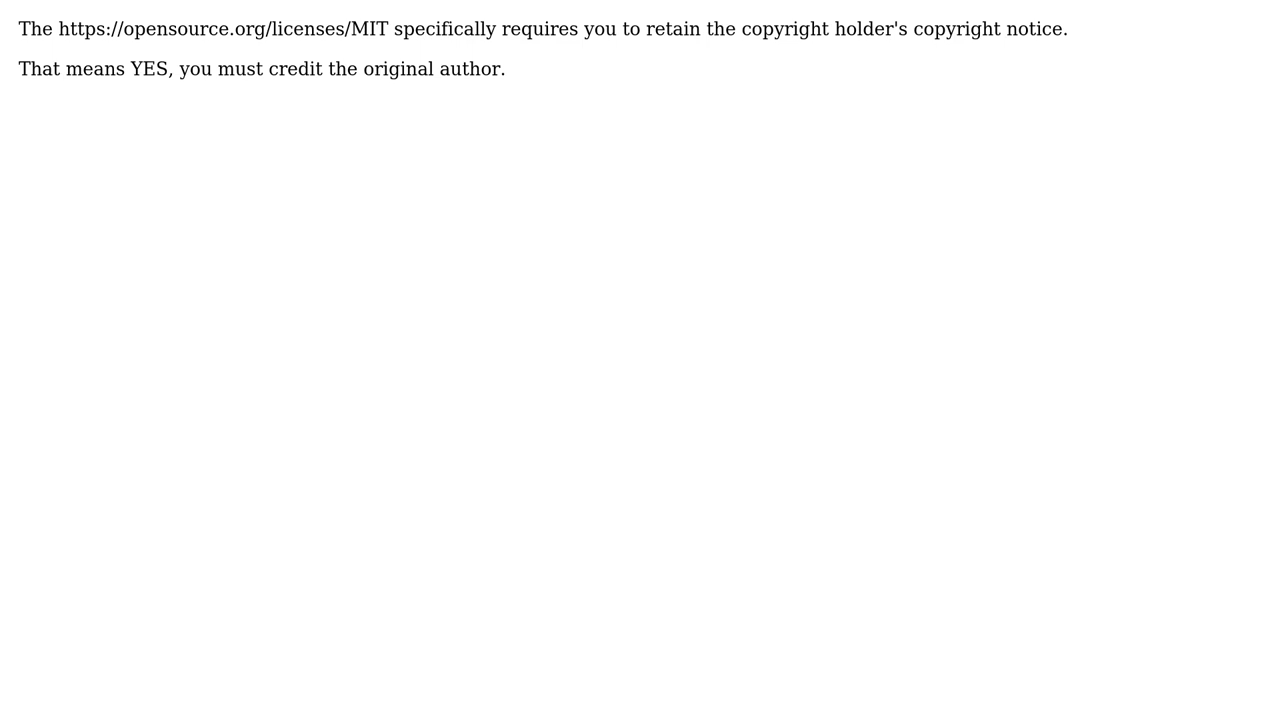 The https://opensource.org/licenses/MIT specifically requires you to retain the copyright holder's copyright notice.
That means YES, you must credit the original author.